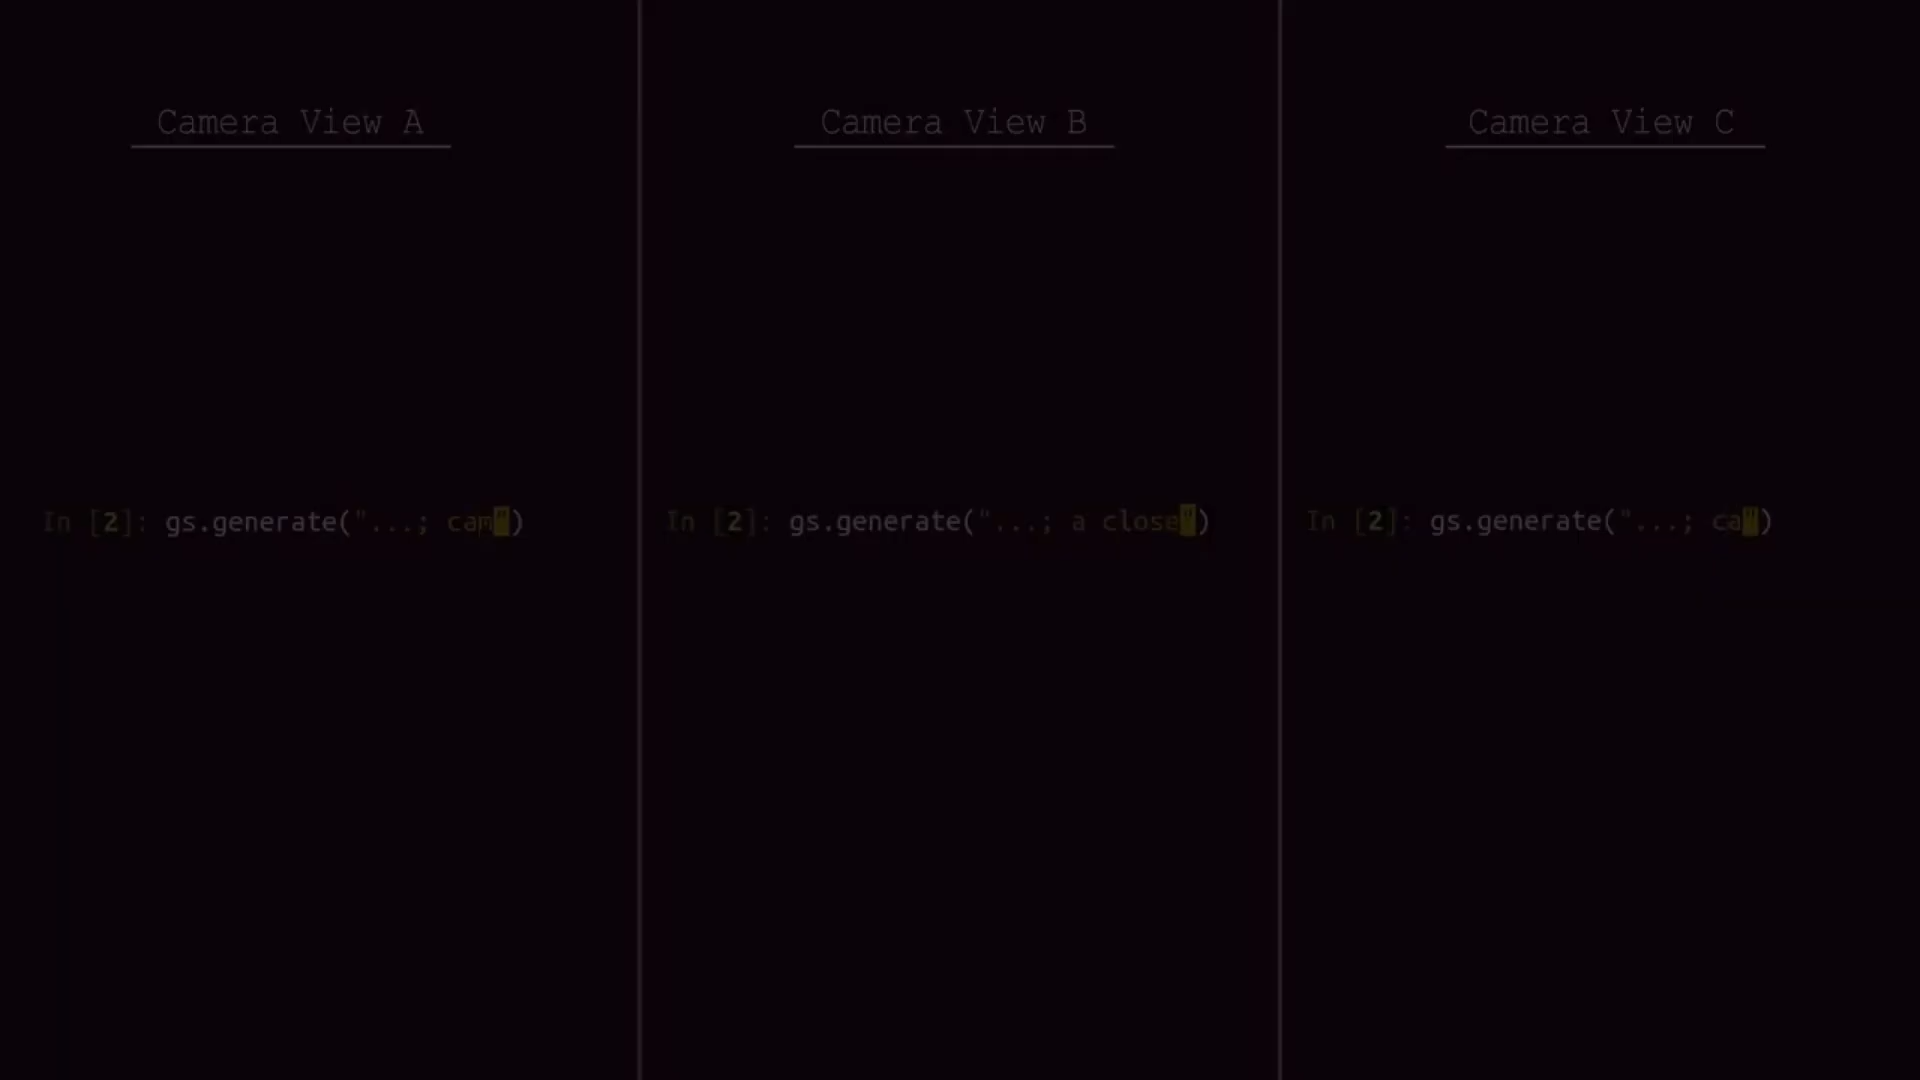 Camera View A
In [2]: gs.generate("...; cam")
Camera View B
In [2]: gs.generate("...; a close")
Camera View C
In [2]: gs.generate("...; ca")